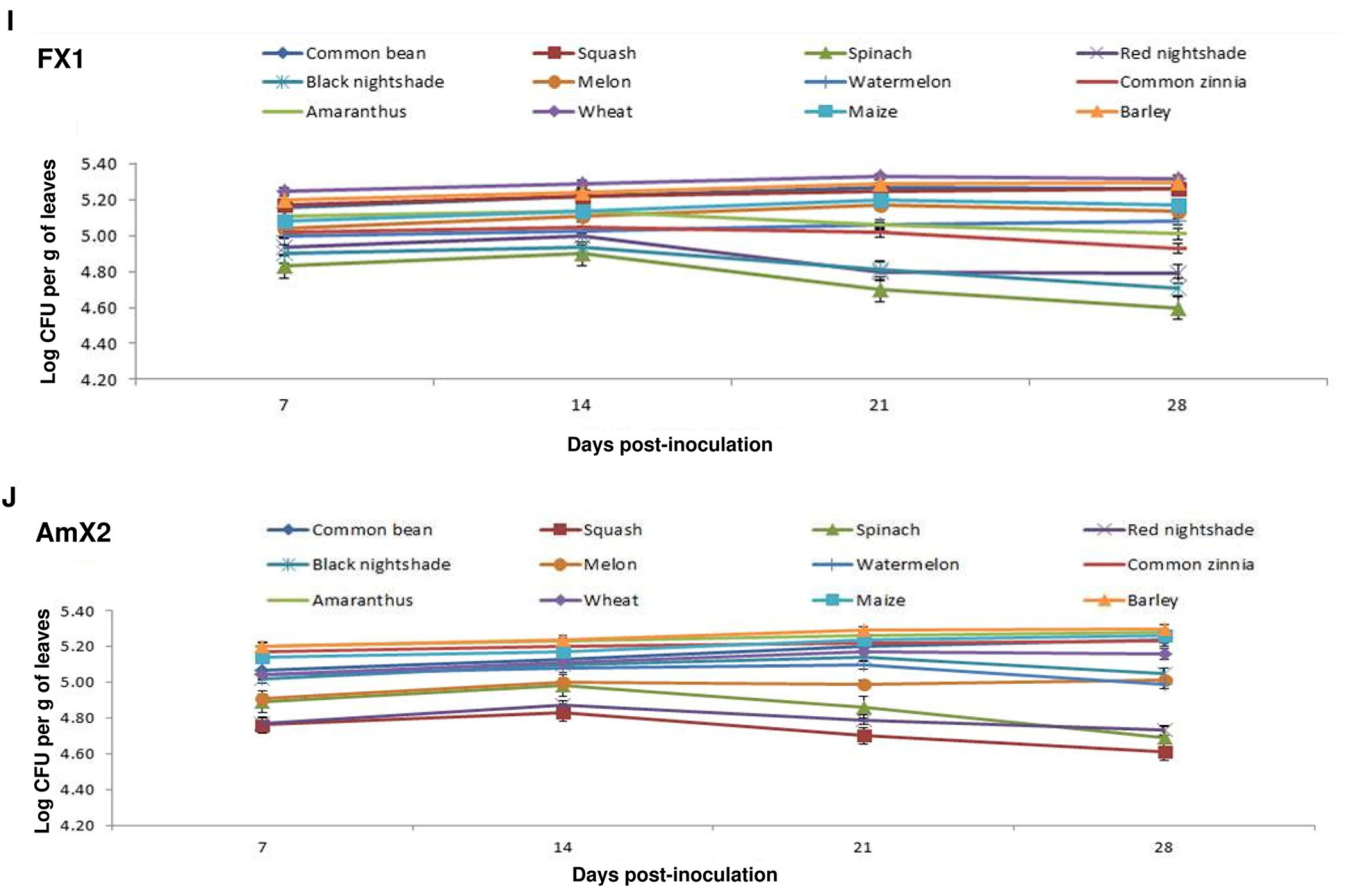 I
FX1
Common bean Squash Spinach Red nightshade
Black nightshade Melon Watermelon Common zinnia
Amaranthus Wheat Maize Barley
Log CFU per g of leaves
5.40
5.20
5.00
4.80
4.60
4.40
4.20
7 14 21 28
Days post-inoculation
J
AmX2
Common bean Squash Spinach Red nightshade
Black nightshade Melon Watermelon Common zinnia
Amaranthus Wheat Maize Barley
Log CFU per g of leaves
5.40
5.20
5.00
4.80
4.60
4.40
4.20
7 14 21 28
Days post-inoculation